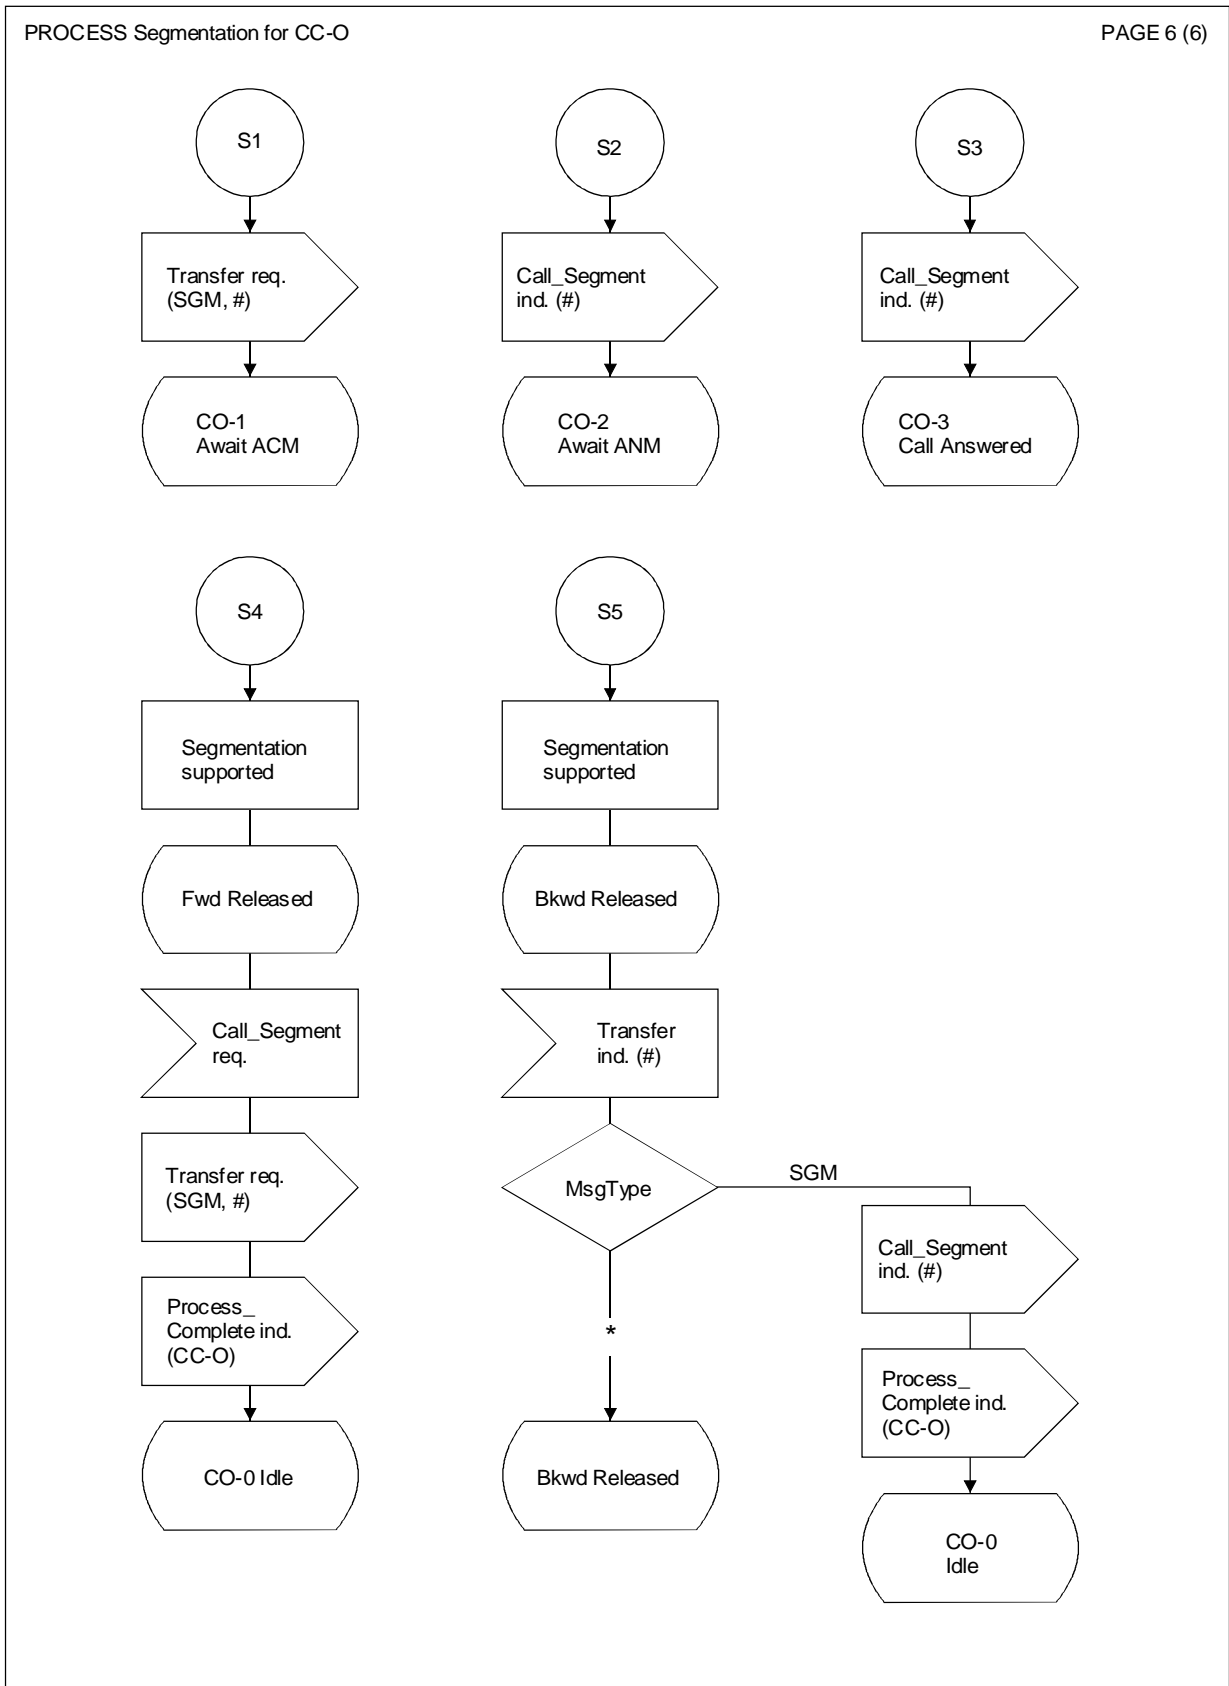 PROCESS Segmentation for CC-O
PAGE 6 (6)
S1
S2
S3
Transfer req.
(SGM, #)
Call_Segment
ind. (#)
Call_Segment
ind. (#)
CO-1
Await ACM
CO-2
Await ANM
CO-3
Call Answered
S4
S5
Segmentation
supported
Segmentation
supported
Fwd Released
Bkwd Released
Call_Segment
req.
Transfer
ind. (#)
Transfer req.
(SGM, #)
MsgType
SGM
Call_Segment
ind. (#)
Process_
Complete ind.
(CC-O)
*
Process_
Complete ind.
(CC-O)
CO-0 Idle
Bkwd Released
CO-0
Idle